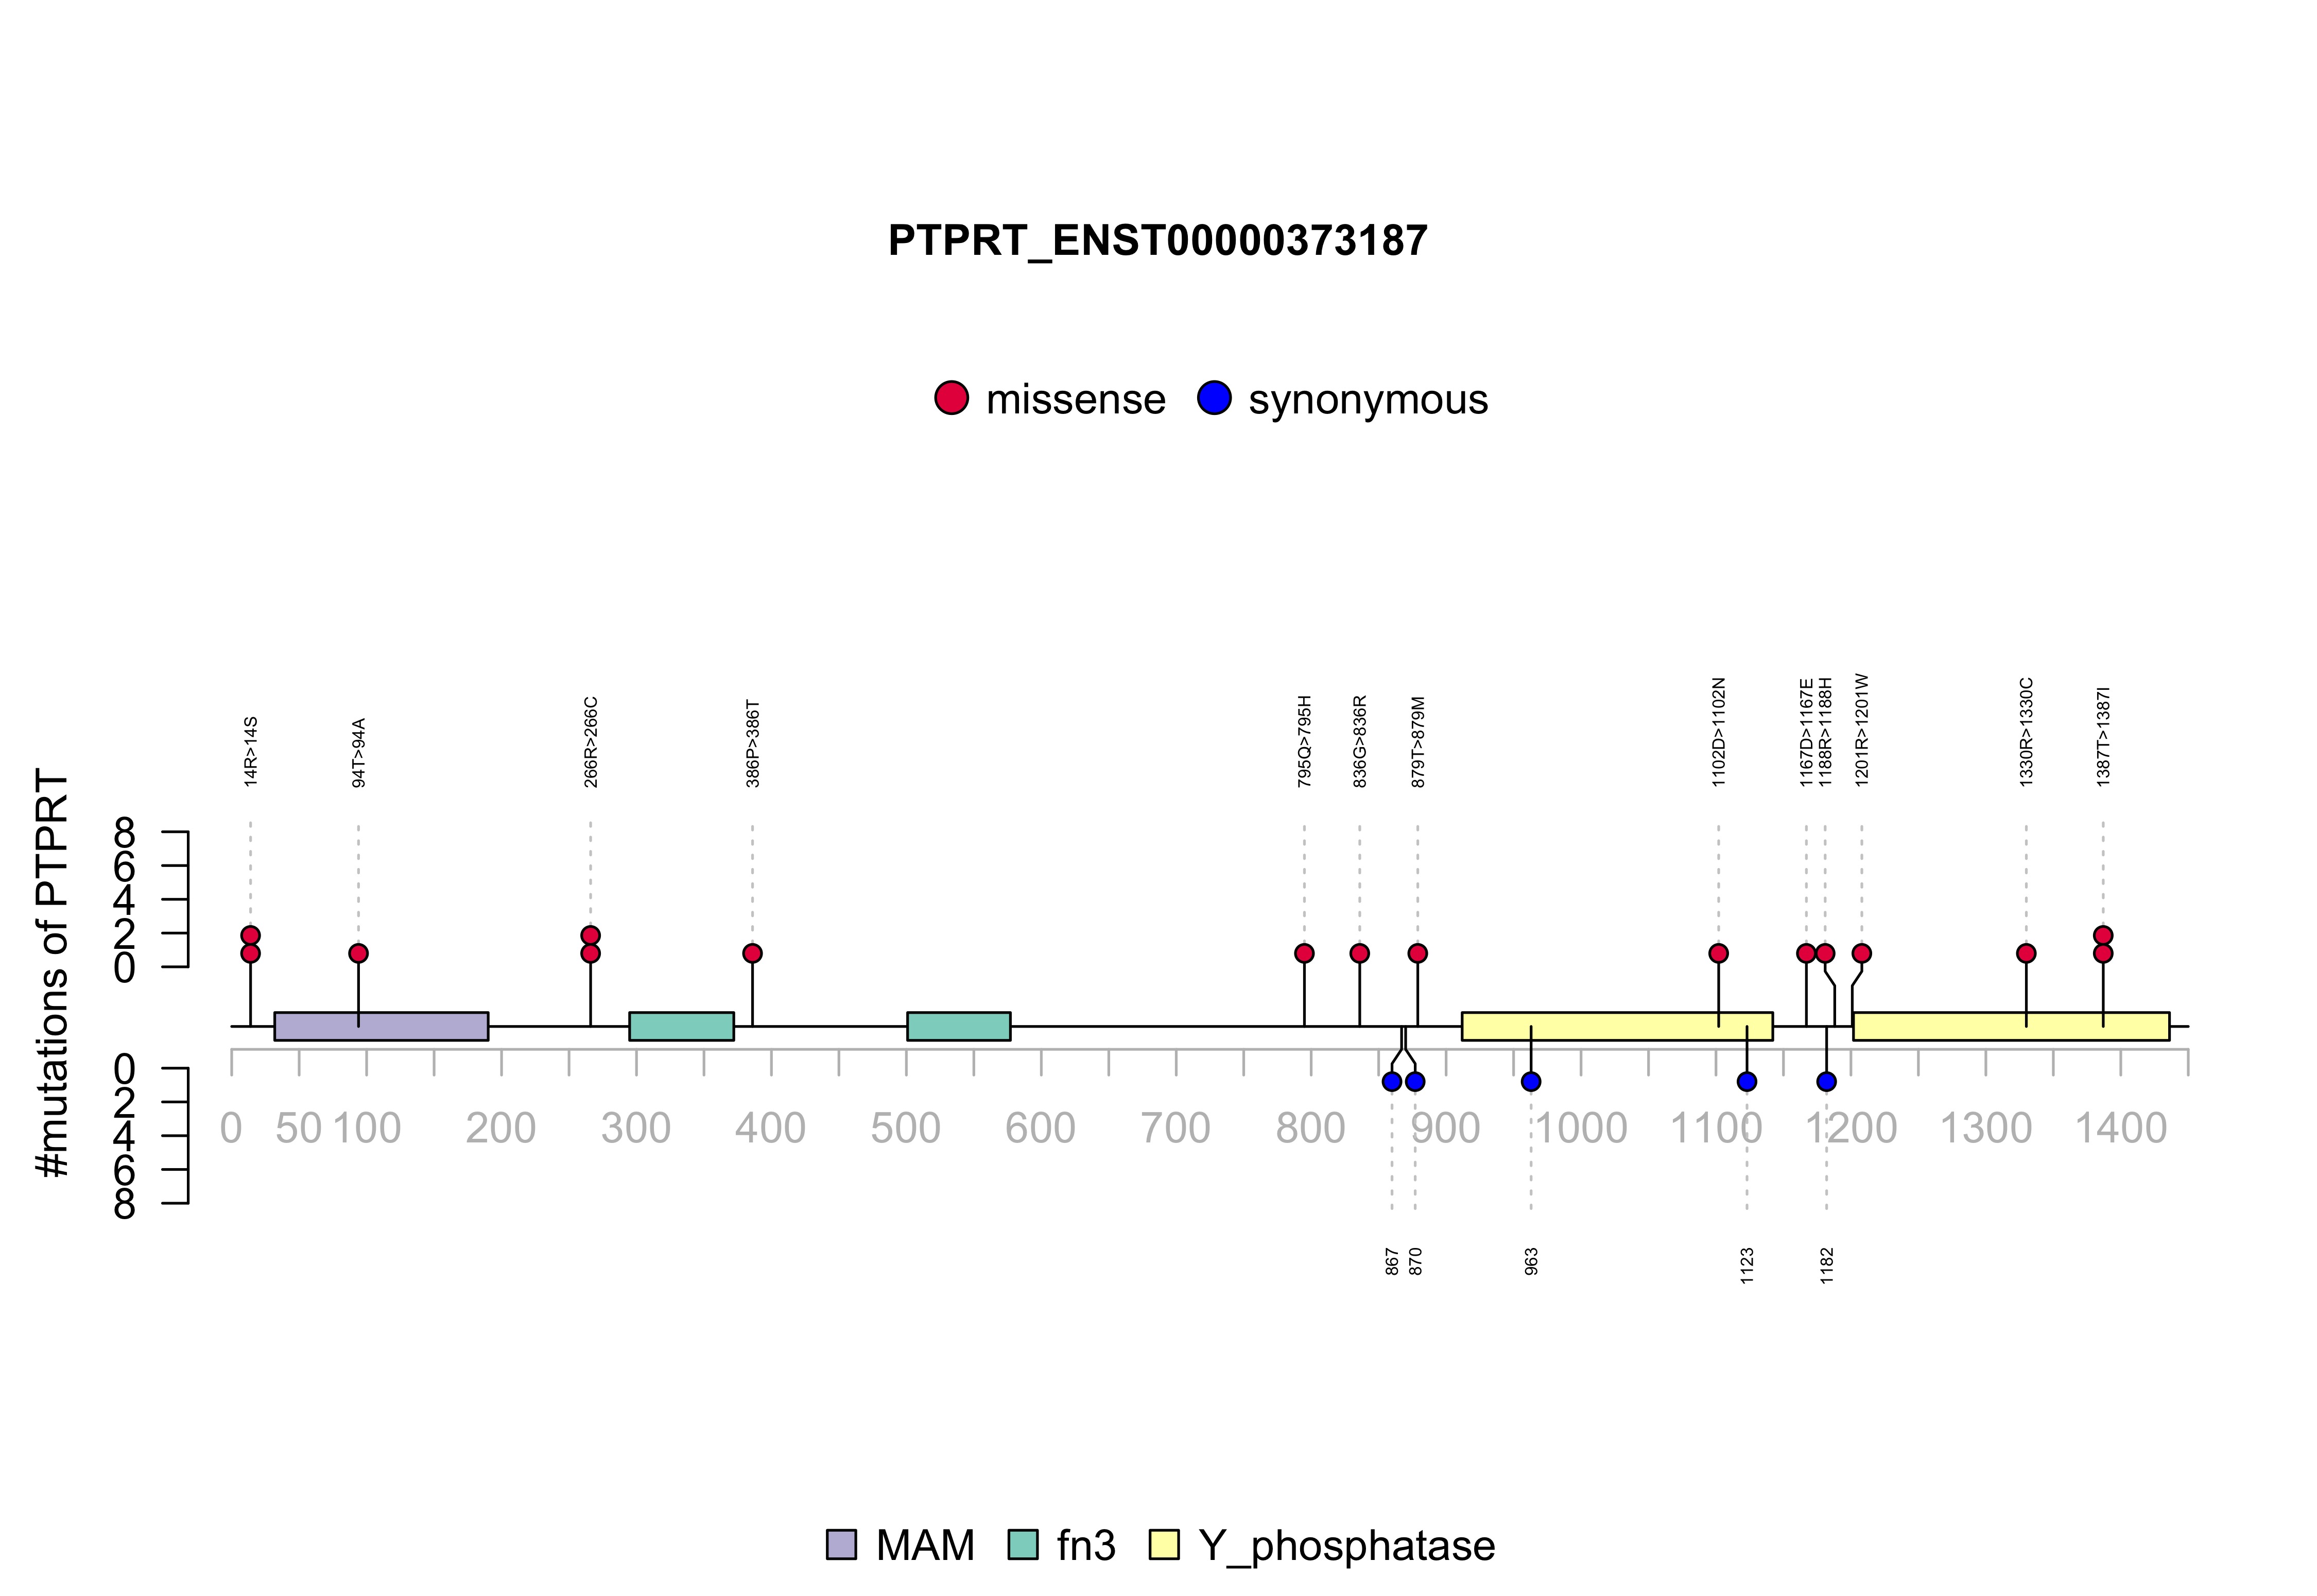 PTPRT_ENST00000373187
missense synonymous
14R>14S
94T>94A
266R>266C
386P>386T
795Q>795H
836G>836R
879T>879M
1102D>1102N
1167D>1167E
1188R>1188H
1201R>1201W
1330R>1330C
1387T>1387I
#mutations of PTPRT
8
6
4
2
0
0
2
4
6
8
0 50 100 200 300 400 500 600 700 800 900 1000 1100 1200 1300 1400
867
870
963
1123
1182
MAM fn3 Y_phosphatase